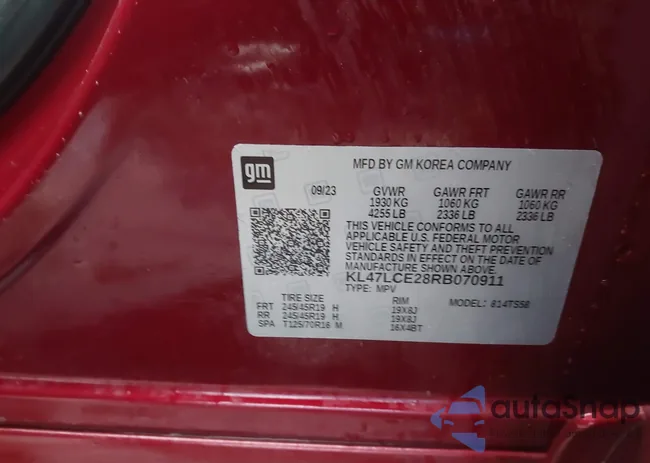 gm
MFD BY GM KOREA COMPANY
09/23 GVWR GAWR FRT GAWR RR
1930 KG 1060 KG 1060 KG
4255 LB 2336 LB 2336 LB
THIS VEHICLE CONFORMS TO ALL
APPLICABLE U.S. FEDERAL MOTOR
VEHICLE SAFETY AND THEFT PREVENTION
STANDARDS IN EFFECT ON THE DATE OF
MANUFACTURE SHOWN ABOVE.
KL47LCE28RB070911
TYPE: MPV
TIRE SIZE RIM MODEL:
FRT 245/45R19 H 19X8J
RR 245/45R19 H 19X8J
SPA T125/70R16 M 16X4BT
autoSnap